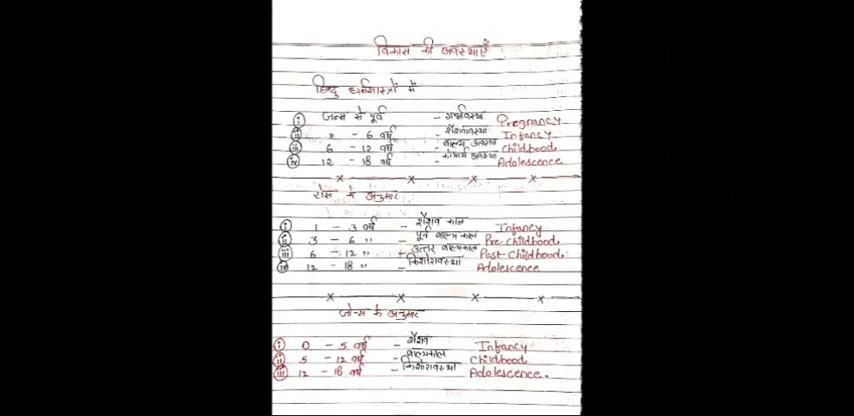 विकास की अवस्थाएँ
हिन्दु धर्मशास्त्रों में
(i) जन्म से पूर्व - गर्भावस्था Pregnancy
(ii) - 6 वर्ष - शैशवावस्था Infancy
(iii) 6 - 12 वर्ष - बाल्य अवस्था Childhood
(iv) 12 - 18 वर्ष - Adolescence
x x x x
रोस के अनुसार
(i) 1 - 3 वर्ष - शैशव काल Infancy
(ii) 3 - 6 " - पूर्व बाल्यकाल Pre-Childhood
(iii) 6 - 12 " - उत्तर बाल्यकाल Post-Childhood.
(iv) 12 - 18 " - किशोरावस्था Adolescence
x x x x
जोन्स के अनुसार
(i) 0 - 5 वर्ष - शैशव Infancy
(ii) 5 - 12 वर्ष - बाल्यकाल Childhood
(iii) 12 - 18 वर्ष - किशोरावस्था Adolescence.